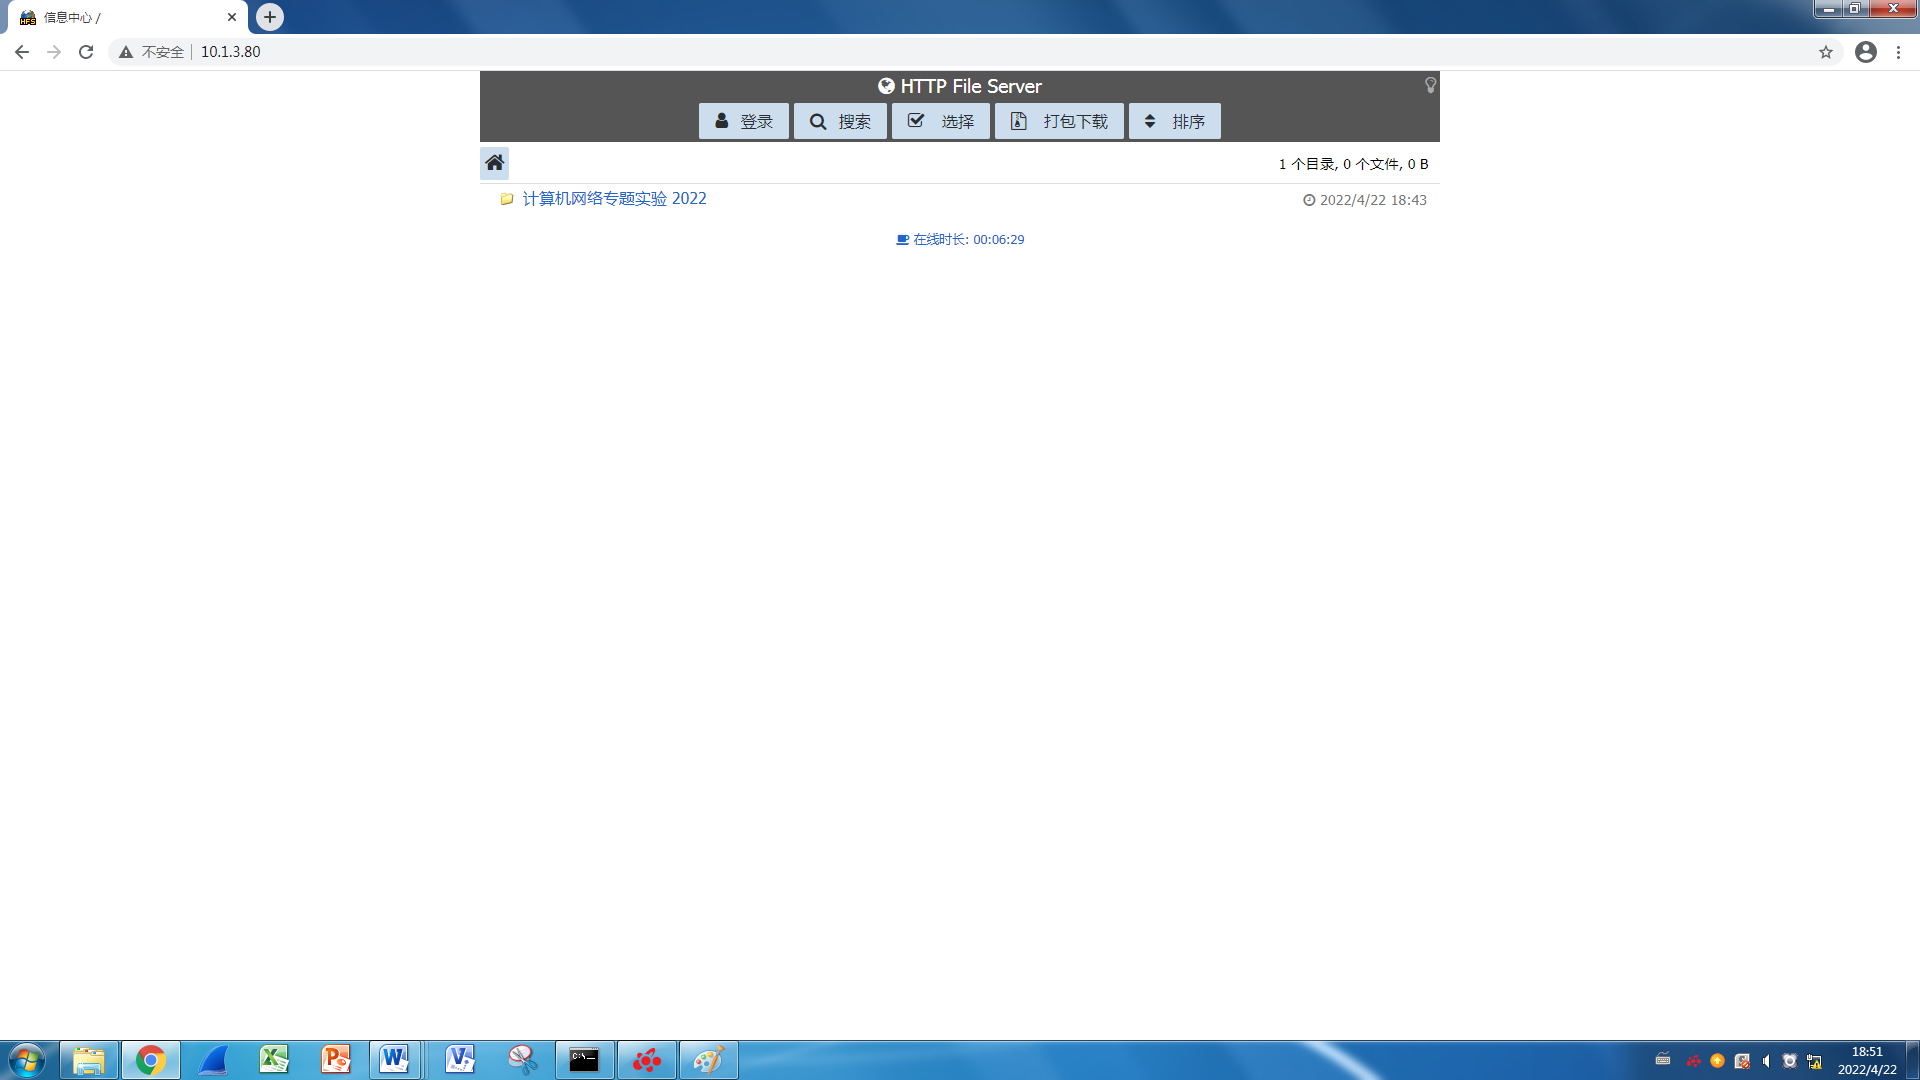 信息中心 /
不安全 10.1.3.80
HTTP File Server
登录 搜索 选择 打包下载 排序
1 个目录, 0 个文件, 0 B
计算机网络专题实验 2022 2022/4/22 18:43
在线时长: 00:06:29
18:51
2022/4/22